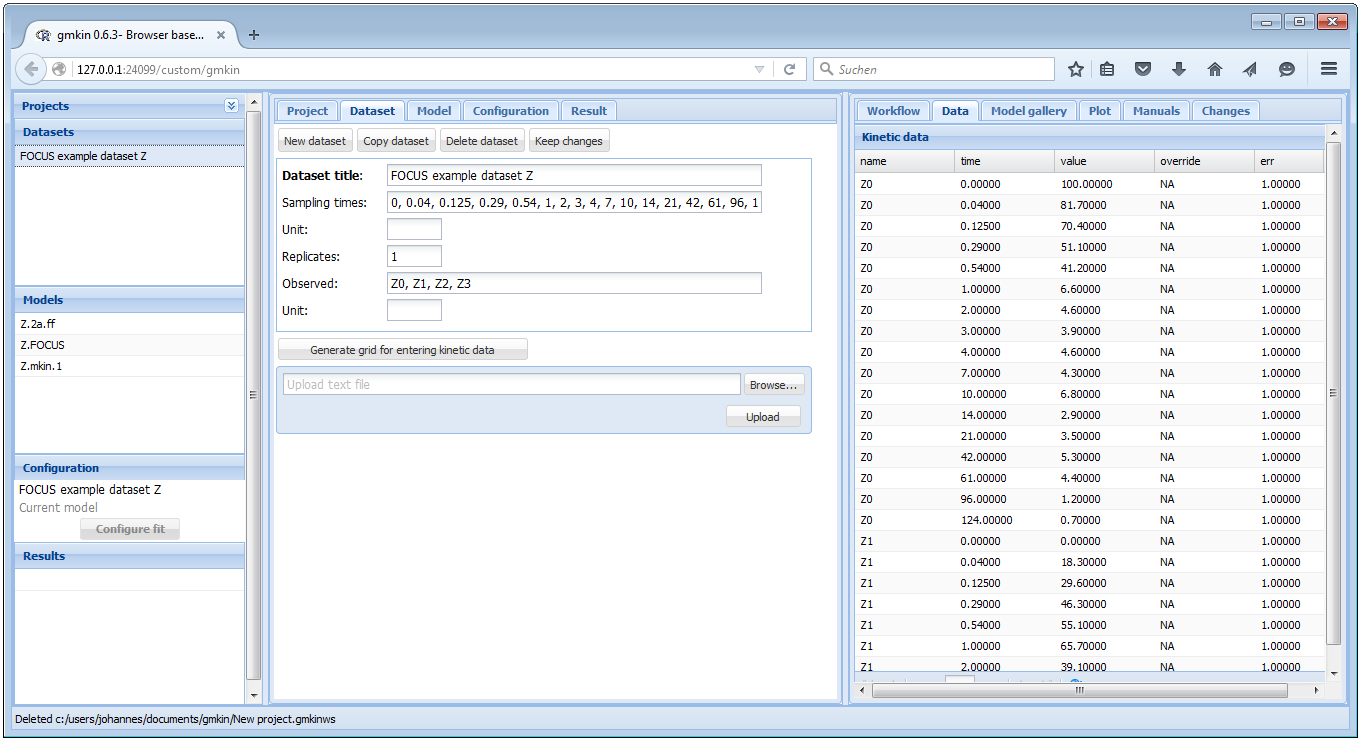 gmkin 0.6.3- Browser base...
127.0.0.1:24099/custom/gmkin
Suchen
Projects
Datasets
FOCUS example dataset Z
Models
Z.2a.ff
Z.FOCUS
Z.mkin.1
Configuration
FOCUS example dataset Z
Current model
Configure fit
Results
Project Dataset Model Configuration Result
New dataset Copy dataset Delete dataset Keep changes
Dataset title: FOCUS example dataset Z
Sampling times: 0, 0.04, 0.125, 0.29, 0.54, 1, 2, 3, 4, 7, 10, 14, 21, 42, 61, 96, 1
Unit:
Replicates: 1
Observed: Z0, Z1, Z2, Z3
Unit:
Generate grid for entering kinetic data
Upload text file Browse...
Upload
Workflow Data Model gallery Plot Manuals Changes
Kinetic data
name time value override err
Z0 0.00000 100.00000 NA 1.00000
Z0 0.04000 81.70000 NA 1.00000
Z0 0.12500 70.40000 NA 1.00000
Z0 0.29000 51.10000 NA 1.00000
Z0 0.54000 41.20000 NA 1.00000
Z0 1.00000 6.60000 NA 1.00000
Z0 2.00000 4.60000 NA 1.00000
Z0 3.00000 3.90000 NA 1.00000
Z0 4.00000 4.60000 NA 1.00000
Z0 7.00000 4.30000 NA 1.00000
Z0 10.00000 6.80000 NA 1.00000
Z0 14.00000 2.90000 NA 1.00000
Z0 21.00000 3.50000 NA 1.00000
Z0 42.00000 5.30000 NA 1.00000
Z0 61.00000 4.40000 NA 1.00000
Z0 96.00000 1.20000 NA 1.00000
Z0 124.00000 0.70000 NA 1.00000
Z1 0.00000 0.00000 NA 1.00000
Z1 0.04000 18.30000 NA 1.00000
Z1 0.12500 29.60000 NA 1.00000
Z1 0.29000 46.30000 NA 1.00000
Z1 0.54000 55.10000 NA 1.00000
Z1 1.00000 65.70000 NA 1.00000
Z1 2.00000 39.10000 NA 1.00000
Deleted c:/users/johannes/documents/gmkin/New project.gmkinws